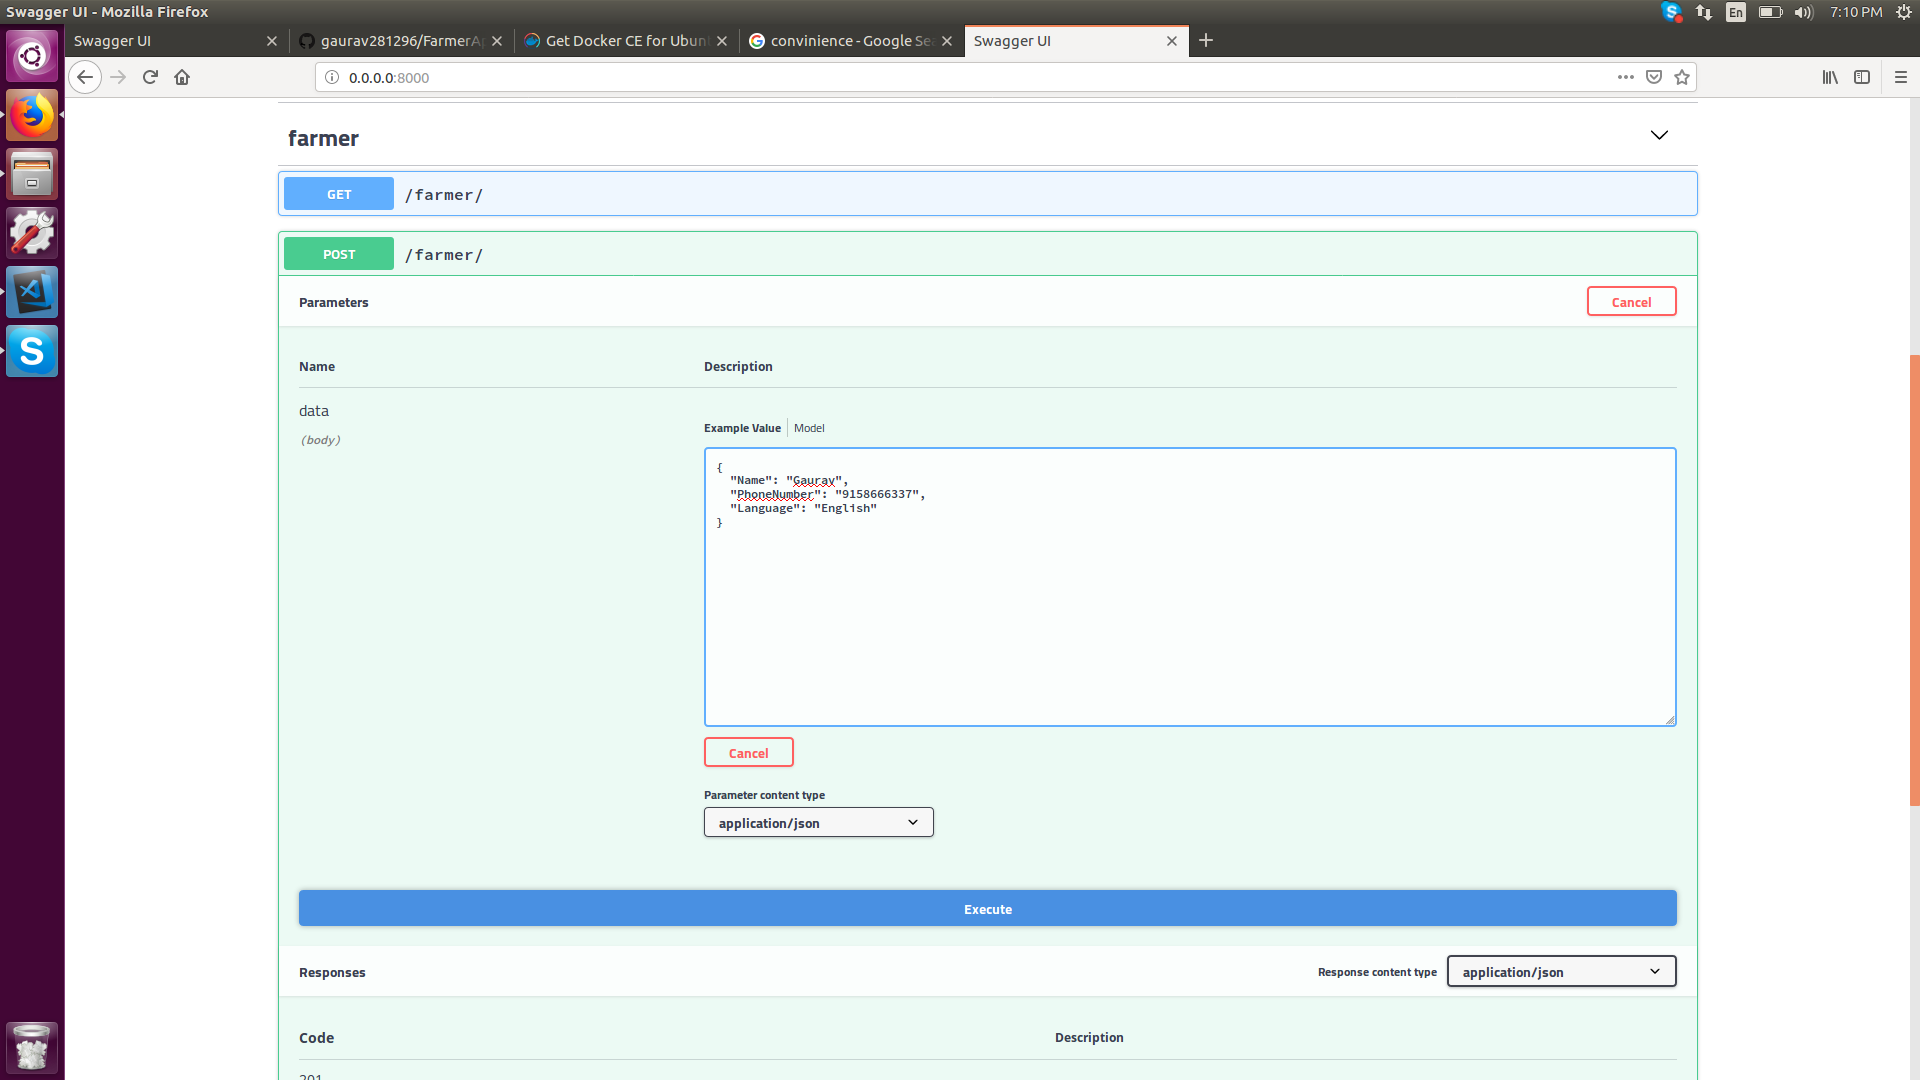 Swagger UI - Mozilla Firefox
En
7:10 PM
Swagger UI
gaurav281296/FarmerAp
Get Docker CE for Ubun
convinience - Google Se
Swagger UI
0.0.0.0:8000
farmer
GET /farmer/
POST /farmer/
Parameters
Cancel
Name
Description
data
(body)
Example Value
Model
{
"Name": "Gaurav",
"PhoneNumber": "9158666337",
"Language": "English"
}
Cancel
Parameter content type
application/json
Execute
Responses
Response content type
application/json
Code
Description
201